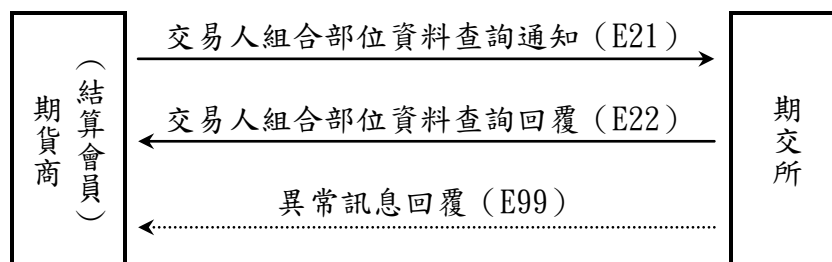 期貨商
（結算會員）
交易人組合部位資料查詢通知（E21）
交易人組合部位資料查詢回覆（E22）
異常訊息回覆（E99）
期交所